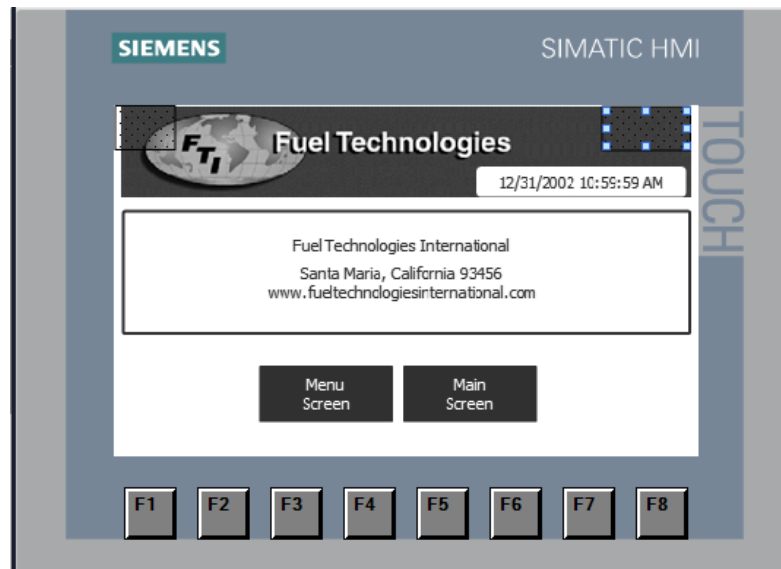 SIEMENS
SIMATIC HMI
TOUCH
FTI
Fuel Technologies
12/31/2002 10:59:59 AM
Fuel Technologies International
Santa Maria, California 93456
www.fueltechnologiesinternational.com
Menu
Screen
Main
Screen
F1 F2 F3 F4 F5 F6 F7 F8